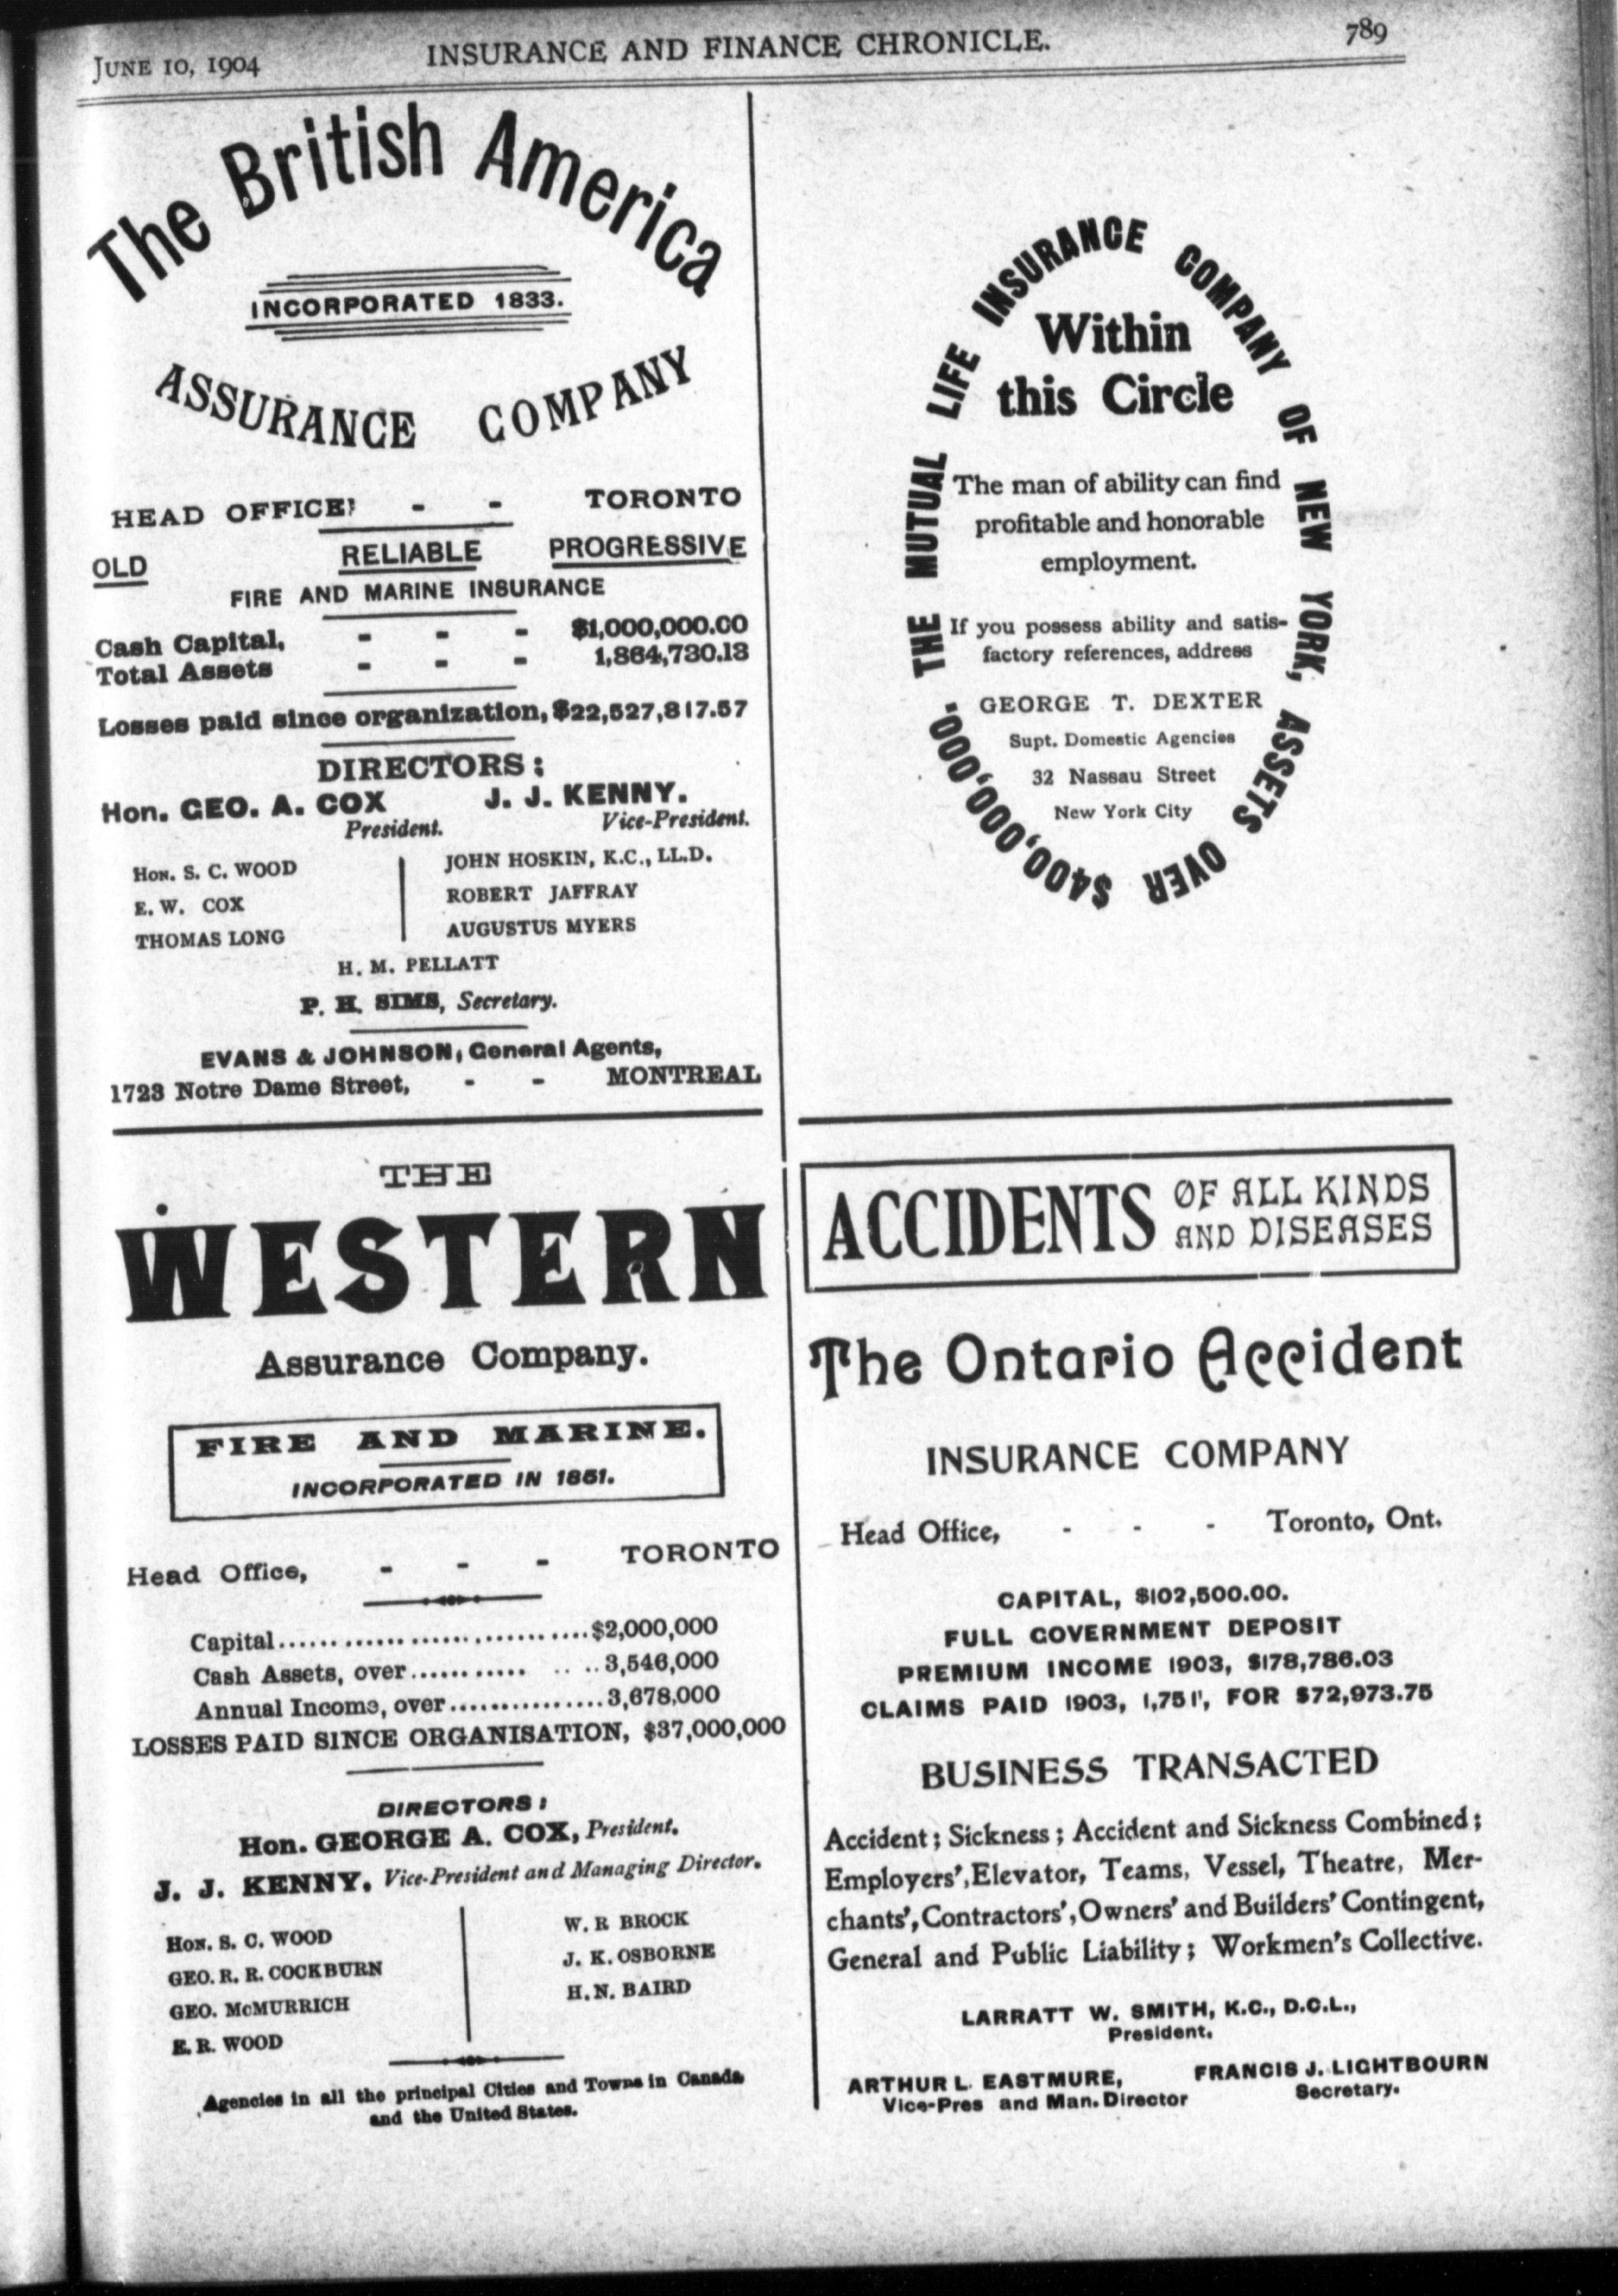 JUNE 10, 1904 INSURANCE AND FINANCE CHRONICLE. 789
The British America
INCORPORATED 1833.
ASSURANCE COMPANY
HEAD OFFICE: - - TORONTO
OLD RELIABLE PROGRESSIVE
FIRE AND MARINE INSURANCE
Cash Capital, - - - $1,000,000.00
Total Assets - - - 1,864,730.13
Losses paid since organization, $22,527,817.57
DIRECTORS:
Hon. GEO. A. COX J. J. KENNY.
President. Vice-President.
HON. S. C. WOOD JOHN HOSKIN, K.C., LL.D.
E. W. COX ROBERT JAFFRAY
THOMAS LONG AUGUSTUS MYERS
H. M. PELLATT
P. H. SIMS, Secretary.
EVANS & JOHNSON, General Agents,
1723 Notre Dame Street, - - MONTREAL
THE
WESTERN
Assurance Company.
FIRE AND MARINE.
INCORPORATED IN 1851.
Head Office, - - - TORONTO
Capital....................................$2,000,000
Cash Assets, over........... .. ..3,546,000
Annual Income, over...............3,678,000
LOSSES PAID SINCE ORGANISATION, $37,000,000
DIRECTORS:
Hon. GEORGE A. COX, President.
J. J. KENNY, Vice-President and Managing Director.
HON. S. C. WOOD W. R BROCK
GEO. R. R. COCKBURN J. K. OSBORNE
GEO. McMURRICH H. N. BAIRD
E. R. WOOD
Agencies in all the principal Cities and Towns in Canada
and the United States.
THE MUTUAL LIFE INSURANCE COMPANY OF NEW YORK, ASSETS OVER $400,000,000.
Within
this Circle
The man of ability can find
profitable and honorable
employment.
If you possess ability and satis-
factory references, address
GEORGE T. DEXTER
Supt. Domestic Agencies
32 Nassau Street
New York City
ACCIDENTS OF ALL KINDS
AND DISEASES
The Ontario Accident
INSURANCE COMPANY
Head Office, - - - Toronto, Ont.
CAPITAL, $102,500.00.
FULL GOVERNMENT DEPOSIT
PREMIUM INCOME 1903, $178,786.03
CLAIMS PAID 1903, 1,751', FOR $72,973.75
BUSINESS TRANSACTED
Accident; Sickness; Accident and Sickness Combined;
Employers', Elevator, Teams, Vessel, Theatre, Mer-
chants', Contractors', Owners' and Builders' Contingent,
General and Public Liability; Workmen's Collective.
LARRATT W. SMITH, K.C., D.C.L.,
President.
ARTHUR L. EASTMURE, FRANCIS J. LIGHTBOURN
Vice-Pres and Man. Director Secretary.